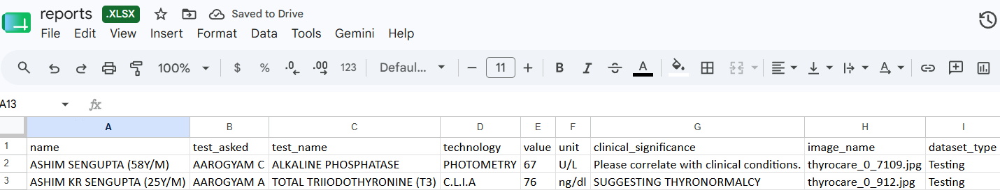 reports .XLSX Saved to Drive
File Edit View Insert Format Data Tools Gemini Help
100% $ % .0 .00 123 Defaul... − 11 + B I S A A
A13 fx
A B C D E F G H I
1 name test_asked test_name technology value unit clinical_significance image_name dataset_type
2 ASHIM SENGUPTA (58Y/M) AAROGYAM C ALKALINE PHOSPHATASE PHOTOMETRY 67 U/L Please correlate with clinical conditions. thyrocare_0_7109.jpg Testing
3 ASHIM KR SENGUPTA (25Y/M) AAROGYAM A TOTAL TRIIODOTHYRONINE (T3) C.L.I.A 76 ng/dl SUGGESTING THYRONORMALCY thyrocare_0_912.jpg Testing